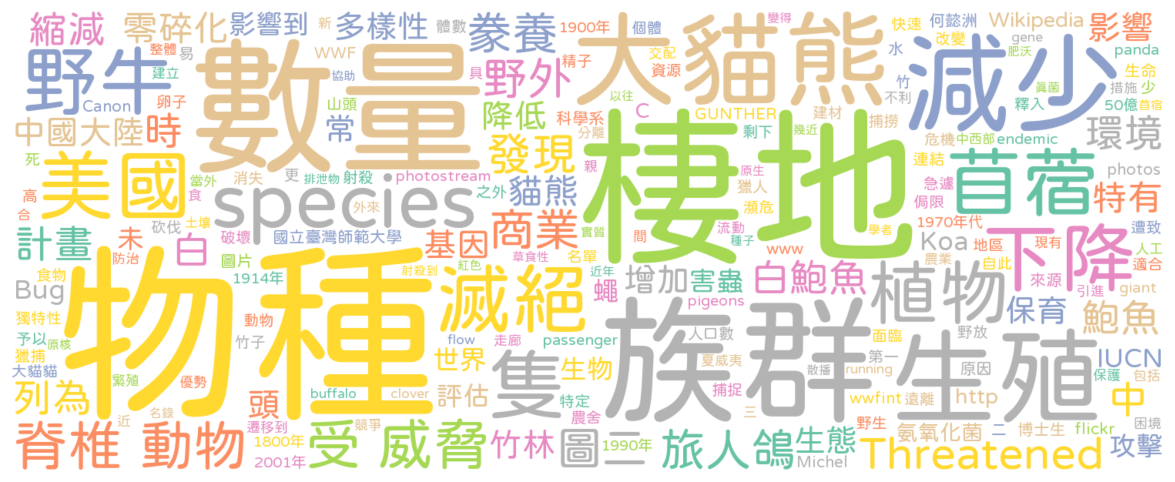 縮減 零碎化 影響到 多樣性 豢養 1900年 個體 變得 快速 何懿洲 Wikipedia 影響
整體 易 新 體數 交配 改變 gene
野牛 數量 WWF 野外 精子 資源 大貓熊 肥沃 減少 panda
建立 協助 具 真菌 生命
Canon 卵子 山頭 降低 科學系 以往 C GUNTHER 建材 水 竹 措施 少
中國大陸 時 常 分離 剩下 幾近 捕撈 不利 釋入 50億 首宿 環境
死 美國 當外 消失 更 排泄物 射殺 photostream 發現 親 棲地 原生 危機 中西部 endemic
高 食 species 之外 貓熊 獵人 瀕危 連結 苜蓿 photos
合 砍伐 土壤 外來 實質 學者 急遽 侷限 特有
計畫 未 白 破壞 國立臺灣師範大學 基因 商業 間 流動 種子 1970年代 遭致
防治 圖片 草食性 名單 www Koa 地區 現有 人工
食物 1914年 射殺到 紅色 近年 蠅 增加 害蟲 白鮑魚 農業 自此 下降 來源 適合
Bug 物種 滅絕 pigeons 植物 引進 giant
獨特性 動物 走廊 人口數 面臨 野放 保育 鮑魚
予以 原核 竹子 flow passenger 族群 夏威夷 第一 原因
獵捕 世界 生物 散播 running 生殖 IUCN
大貓貓 繁殖 優勢 buffalo clover 評估 隻 特定 保護 包括
列為 頭 農舍 wwfint 遠離 http 中
近 名錄 遷移到 競爭 三 野生 氨氧化菌 二 博士生 flickr 困境
脊椎 動物 1800年 受 威脅 竹林 圖二 1990年 旅人鴿 生態 攻擊
2001年 Michel Threatened